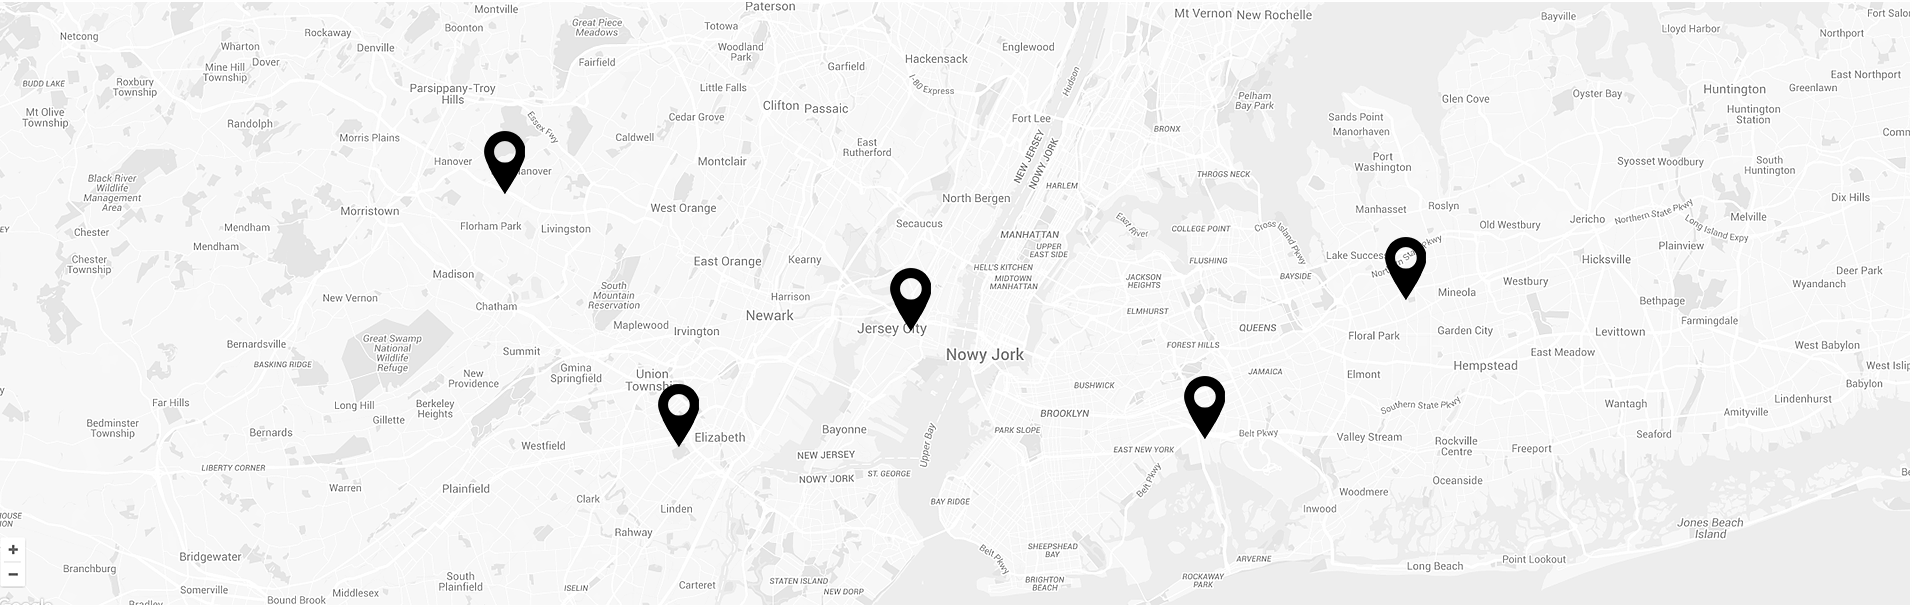 Montville
Paterson
Mt Vernon
New Rochelle
Bayville
Fort Salo
Netcong
Rockaway
Boonton
Great Piece
Meadows
Totowa
Lloyd Harbor
Northport
Wharton
Denville
Woodland
Park
Englewood
Mine Hill
Township
Dover
Fairfield
Garfield
Hackensack
Hudson
East Northport
BUDD LAKE
Roxbury
Township
Parsippany-Troy
Hills
Little Falls
I-80 Express
Pelham
Bay Park
Glen Cove
Oyster Bay
Huntington
Greenlawn
Mt Olive
Township
Clifton
Passaic
Huntington
Station
Randolph
Essex Fwy
Cedar Grove
Fort Lee
BRONX
Sands Point
Manorhaven
Comm
Morris Plains
Caldwell
East
Rutherford
NEW JERSEY
NOWY JORK
Hanover
Montclair
Port
Washington
Syosset
Woodbury
South
Huntington
anover
THROGS NECK
Black River
Wildlife
Management
Area
HARLEM
North Bergen
Dix Hills
Morristown
West Orange
Manhasset
Roslyn
Northern State Pkwy
Jericho
Melville
EY
Chester
Mendham
Florham Park
Livingston
Secaucus
East River
COLLEGE POINT
Cross Island Pkwy
Old Westbury
Long Island Expy
Mendham
MANHATTAN
UPPER
EAST SIDE
Plainview
Chester
Township
East Orange
Kearny
HELL'S KITCHEN
FLUSHING
Lake Success
Hicksville
Madison
MIDTOWN
MANHATTAN
JACKSON
HEIGHTS
BAYSIDE
Deer Park
New Vernon
South
Mountain
Reservation
Harrison
Mineola
Westbury
Wyandanch
Chatham
Newark
ELMHURST
Bethpage
Maplewood
Irvington
Jersey City
QUEENS
Floral Park
Garden City
Levittown
Farmingdale
Bernardsville
Great Swamp
National
Wildlife
Refuge
Summit
Nowy Jork
FOREST HILLS
East Meadow
West Babylon
BASKING RIDGE
New
Providence
Gmina
Springfield
Union
Township
BUSHWICK
JAMAICA
Elmont
Hempstead
West Islip
Babylon
Far Hills
Long Hill
Berkeley
Heights
BROOKLYN
Southern State Pkwy
Wantagh
Amityville
Lindenhurst
Bedminster
Township
Gillette
Bernards
Westfield
Elizabeth
Bayonne
Upper Bay
PARK SLOPE
EAST NEW YORK
Belt Pkwy
Valley Stream
Rockville
Centre
Freeport
Seaford
LIBERTY CORNER
NEW JERSEY
NOWY JORK
ST. GEORGE
Belt Pkwy
Warren
Plainfield
Clark
Linden
BAY RIDGE
Woodmere
Oceanside
Inwood
OUSE
ION
Rahway
Jones Beach
Island
+
−
Bridgewater
Branchburg
Somerville
South
Plainfield
ISELIN
Carteret
STATEN ISLAND
NEW DORP
Belt Pkwy
SHEEPSHEAD
BAY
BRIGHTON
BEACH
ARVERNE
ROCKAWAY
PARK
Long Beach
Point Lookout
Bradley
Bound Brook
Middlesex